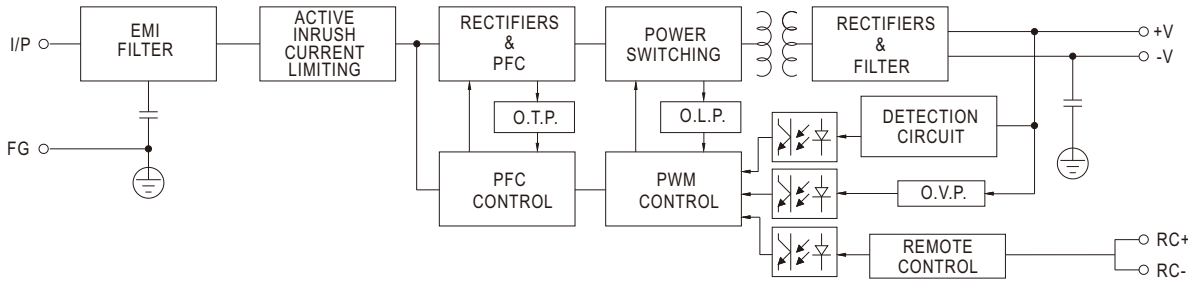 I/P
EMI
FILTER
ACTIVE
INRUSH
CURRENT
LIMITING
RECTIFIERS
&
PFC
POWER
SWITCHING
RECTIFIERS
&
FILTER
+V
-V
O.T.P.
O.L.P.
DETECTION
CIRCUIT
FG
PFC
CONTROL
PWM
CONTROL
O.V.P.
REMOTE
CONTROL
RC+
RC-